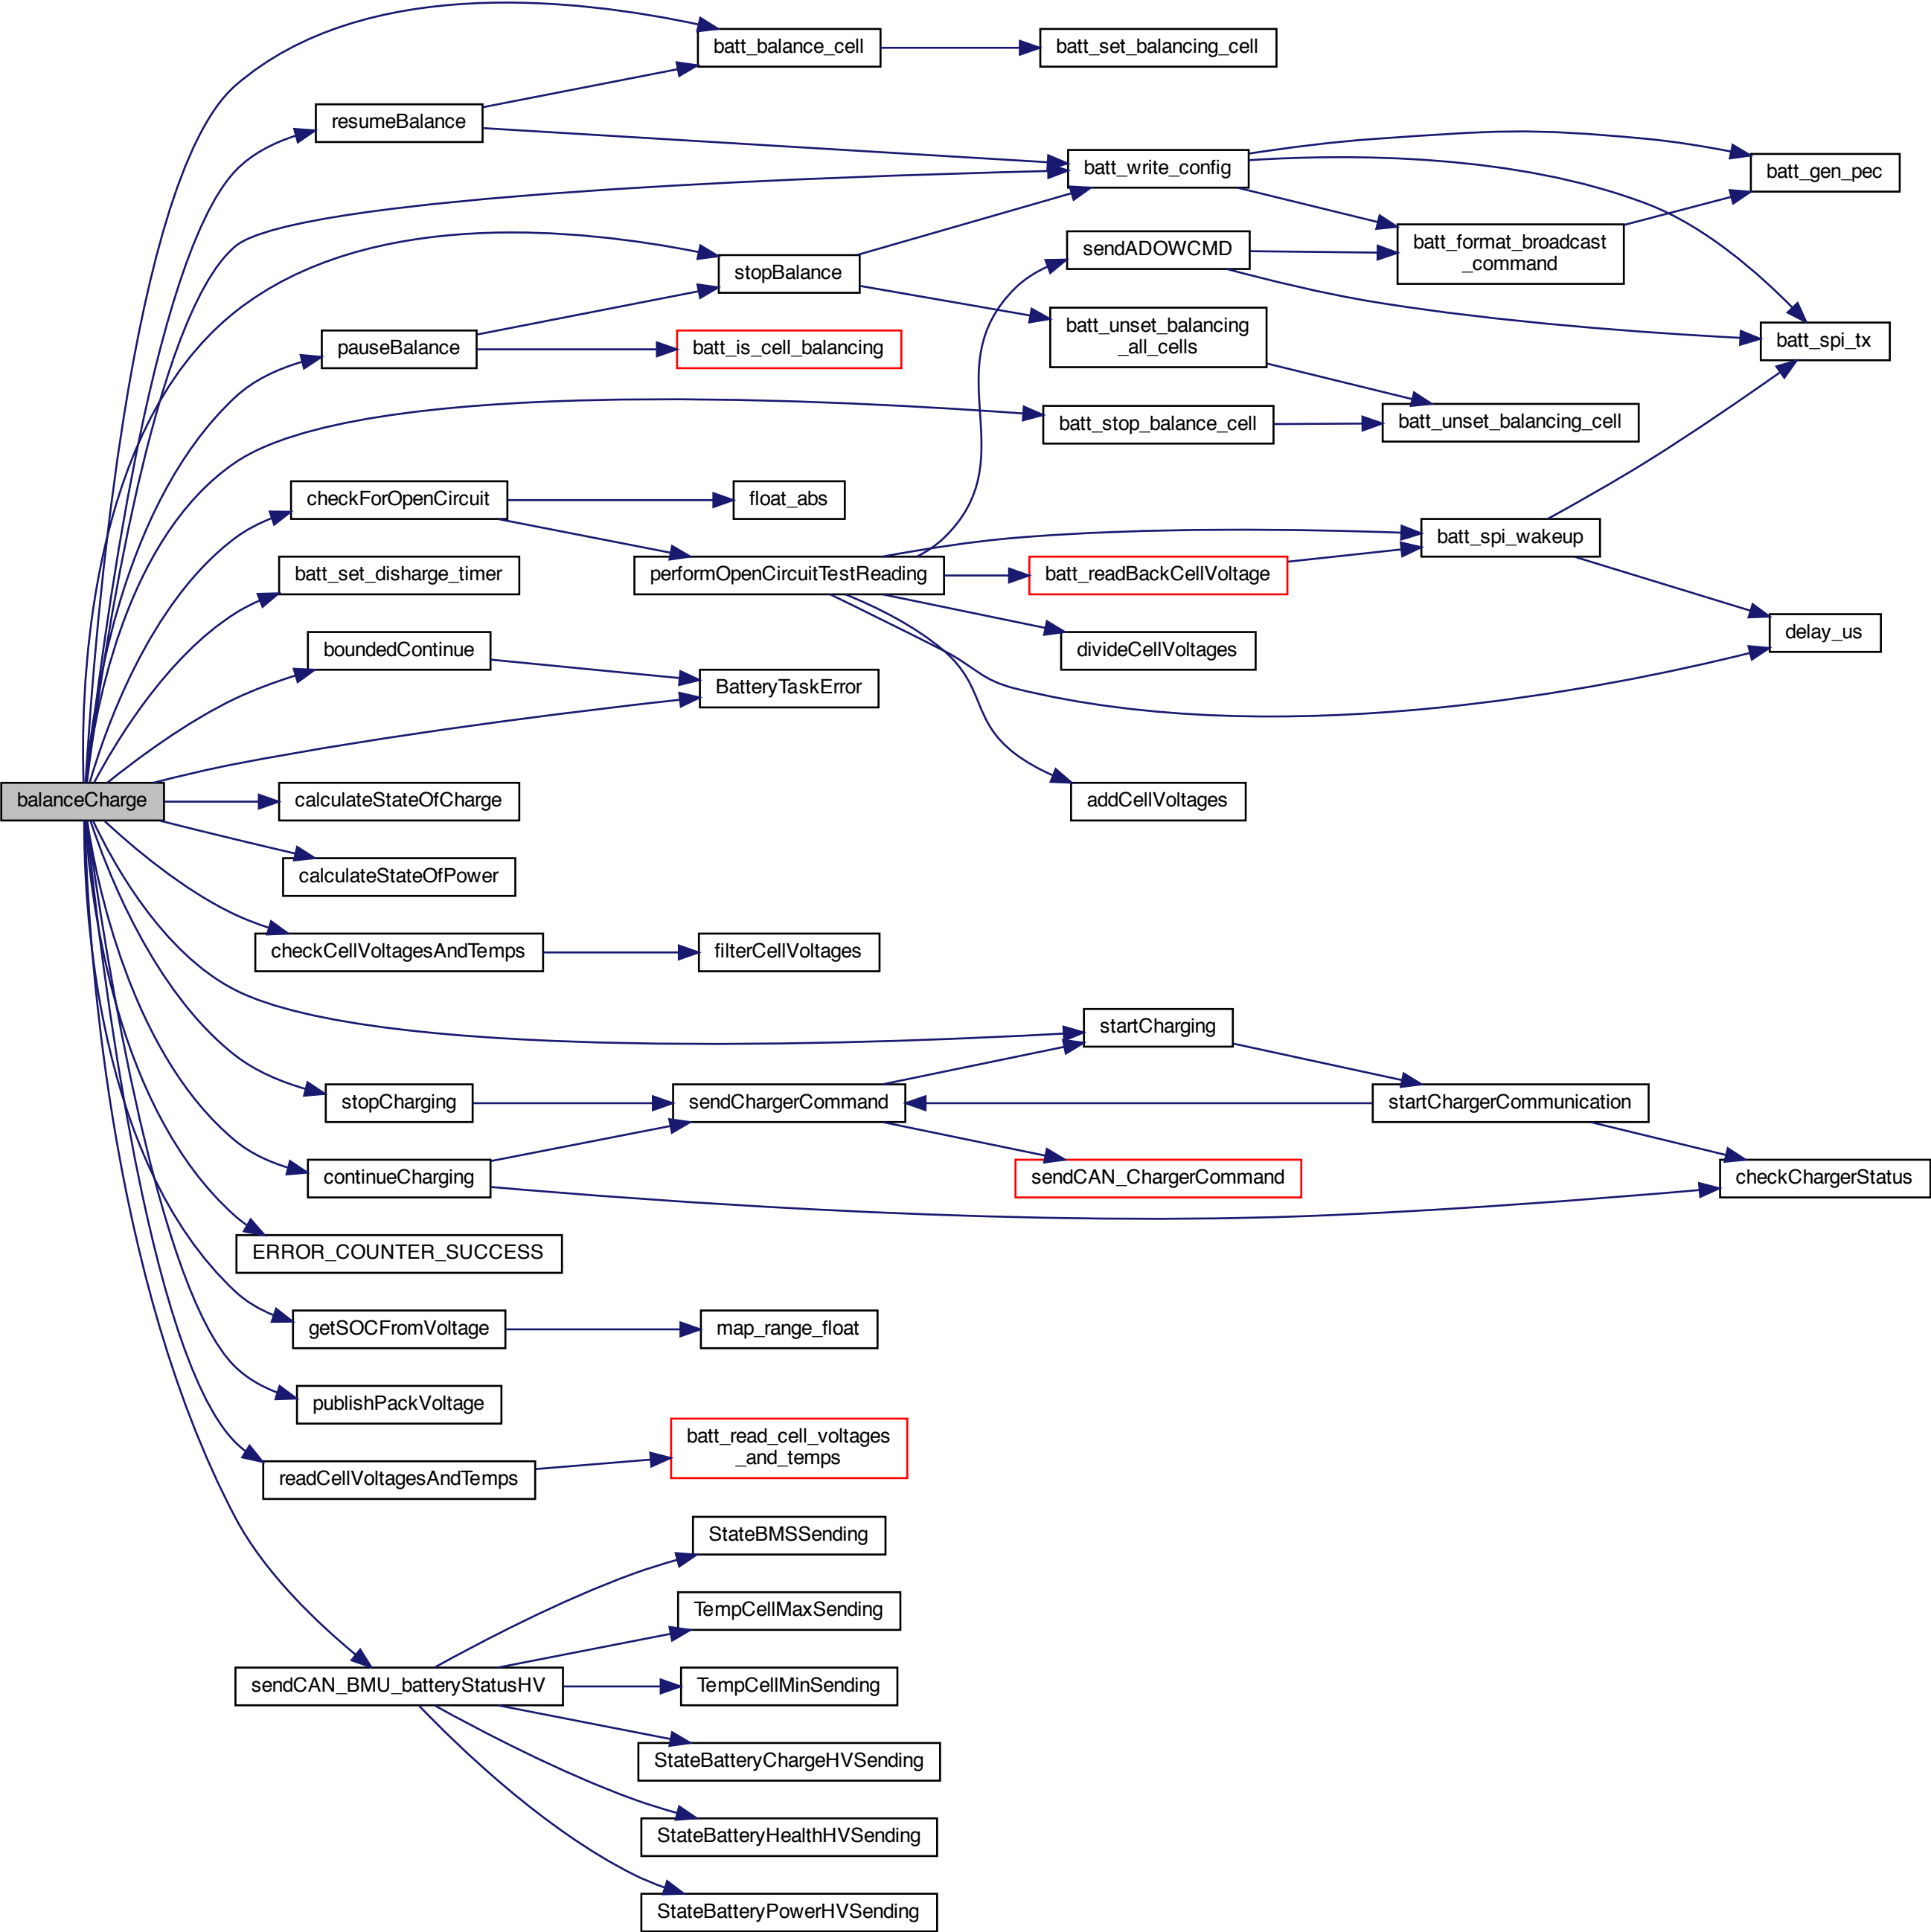 batt_balance_cell
batt_set_balancing_cell
resumeBalance
batt_write_config
batt_gen_pec
sendADOWCMD
batt_format_broadcast
_command
stopBalance
batt_unset_balancing
_all_cells
batt_spi_tx
pauseBalance
batt_is_cell_balancing
batt_stop_balance_cell
batt_unset_balancing_cell
checkForOpenCircuit
float_abs
batt_spi_wakeup
batt_set_disharge_timer
performOpenCircuitTestReading
batt_readBackCellVoltage
delay_us
boundedContinue
divideCellVoltages
BatteryTaskError
balanceCharge
calculateStateOfCharge
addCellVoltages
calculateStateOfPower
checkCellVoltagesAndTemps
filterCellVoltages
startCharging
stopCharging
sendChargerCommand
startChargerCommunication
continueCharging
sendCAN_ChargerCommand
checkChargerStatus
ERROR_COUNTER_SUCCESS
getSOCFromVoltage
map_range_float
publishPackVoltage
batt_read_cell_voltages
_and_temps
readCellVoltagesAndTemps
StateBMSSending
TempCellMaxSending
sendCAN_BMU_batteryStatusHV
TempCellMinSending
StateBatteryChargeHVSending
StateBatteryHealthHVSending
StateBatteryPowerHVSending